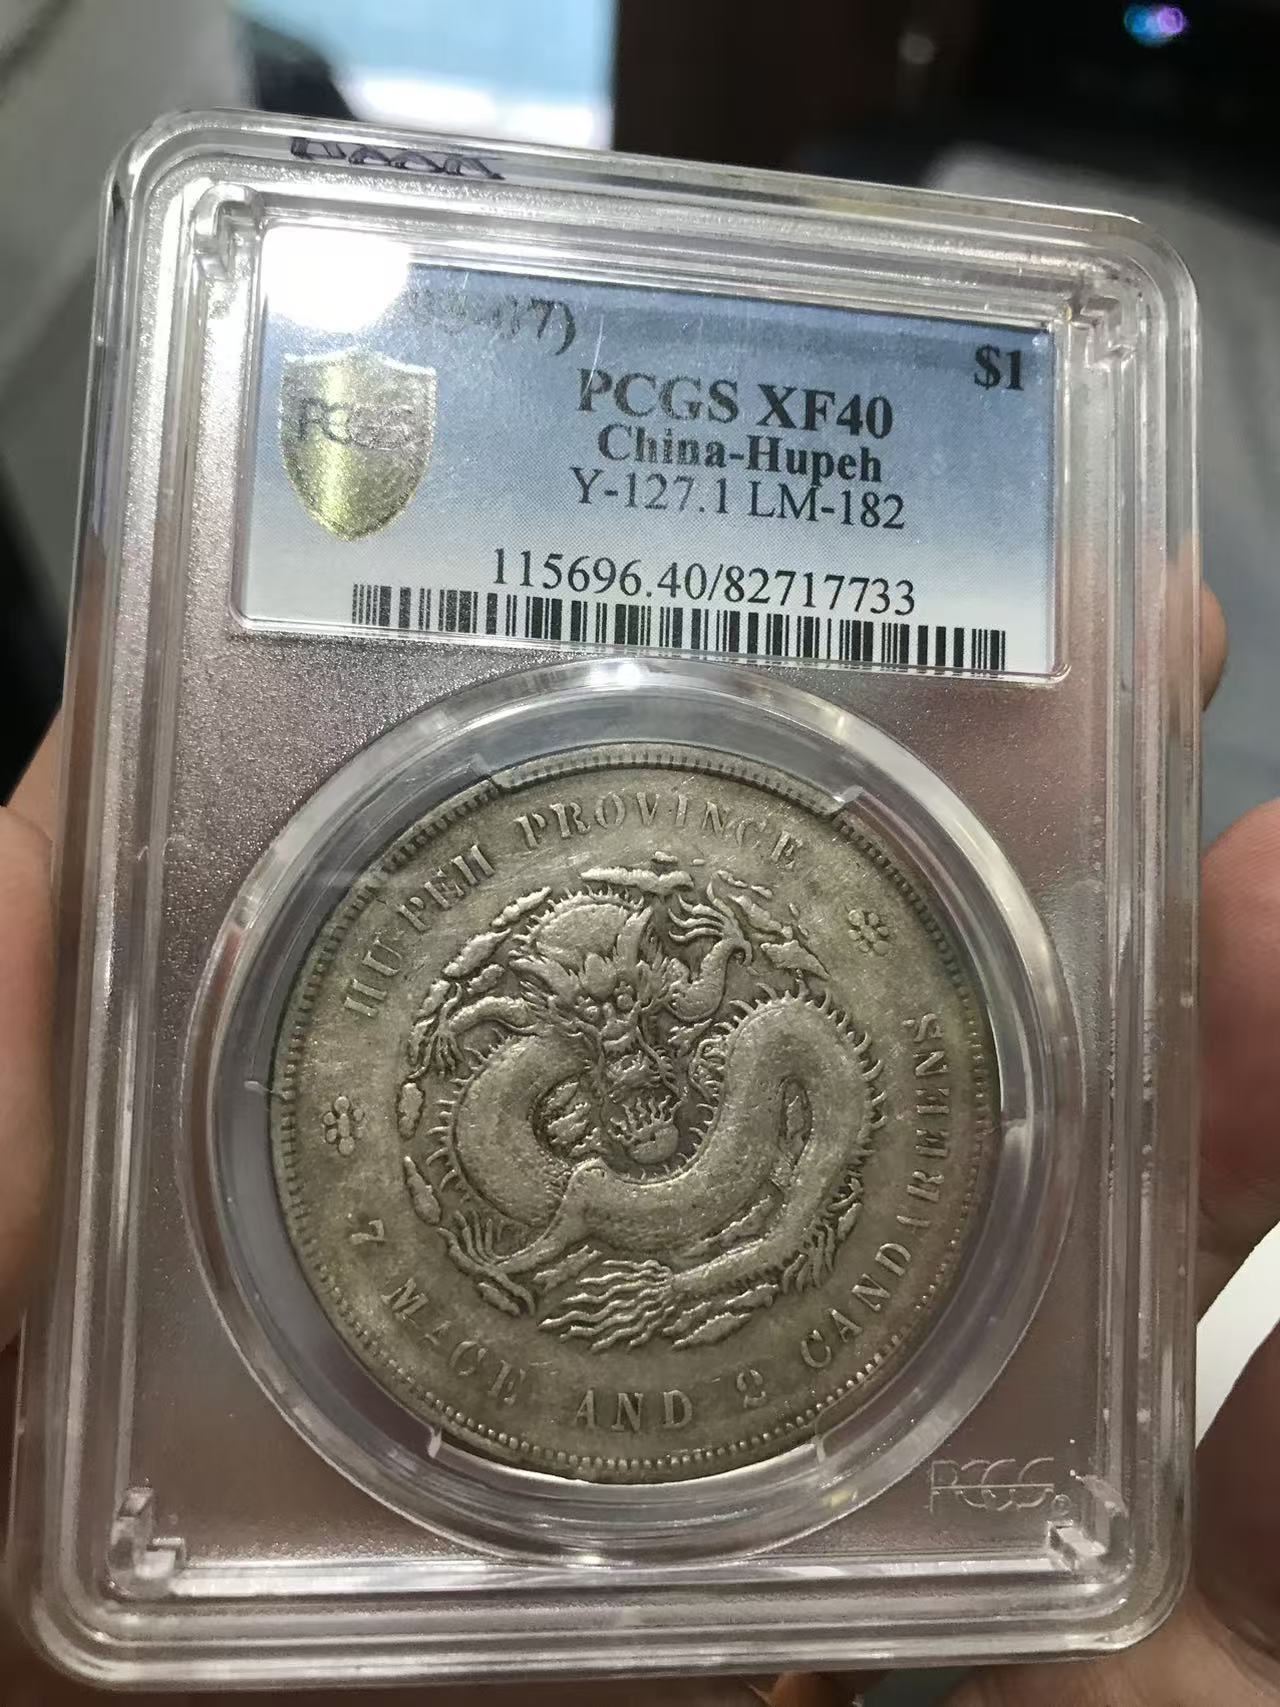 $1
PCGS
PCGS XF40
China-Hupeh
Y-127.1 LM-182
115696.40/82717733
HU PEH PROVINCE
7 MACE AND 2 CANDAREENS
PCGS